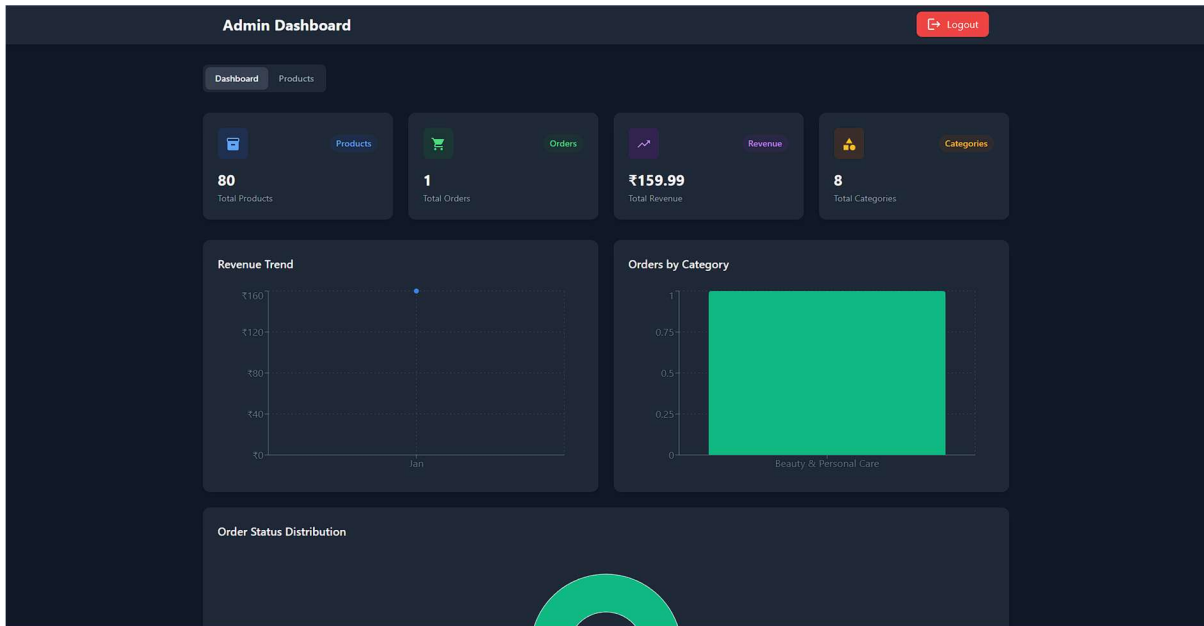 Admin Dashboard
Logout
Dashboard Products
Products
80
Total Products
Orders
1
Total Orders
Revenue
₹159.99
Total Revenue
Categories
8
Total Categories
Revenue Trend
₹160
₹120
₹80
₹40
₹0
Jan
Orders by Category
1
0.75
0.5
0.25
0
Beauty & Personal Care
Order Status Distribution